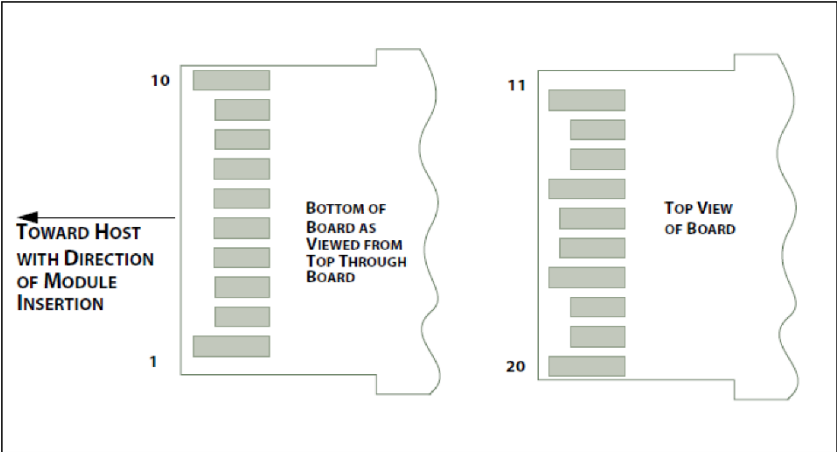 10
1
TOWARD HOST
WITH DIRECTION
OF MODULE
INSERTION
BOTTOM OF
BOARD AS
VIEWED FROM
TOP THROUGH
BOARD
11
20
TOP VIEW
OF BOARD